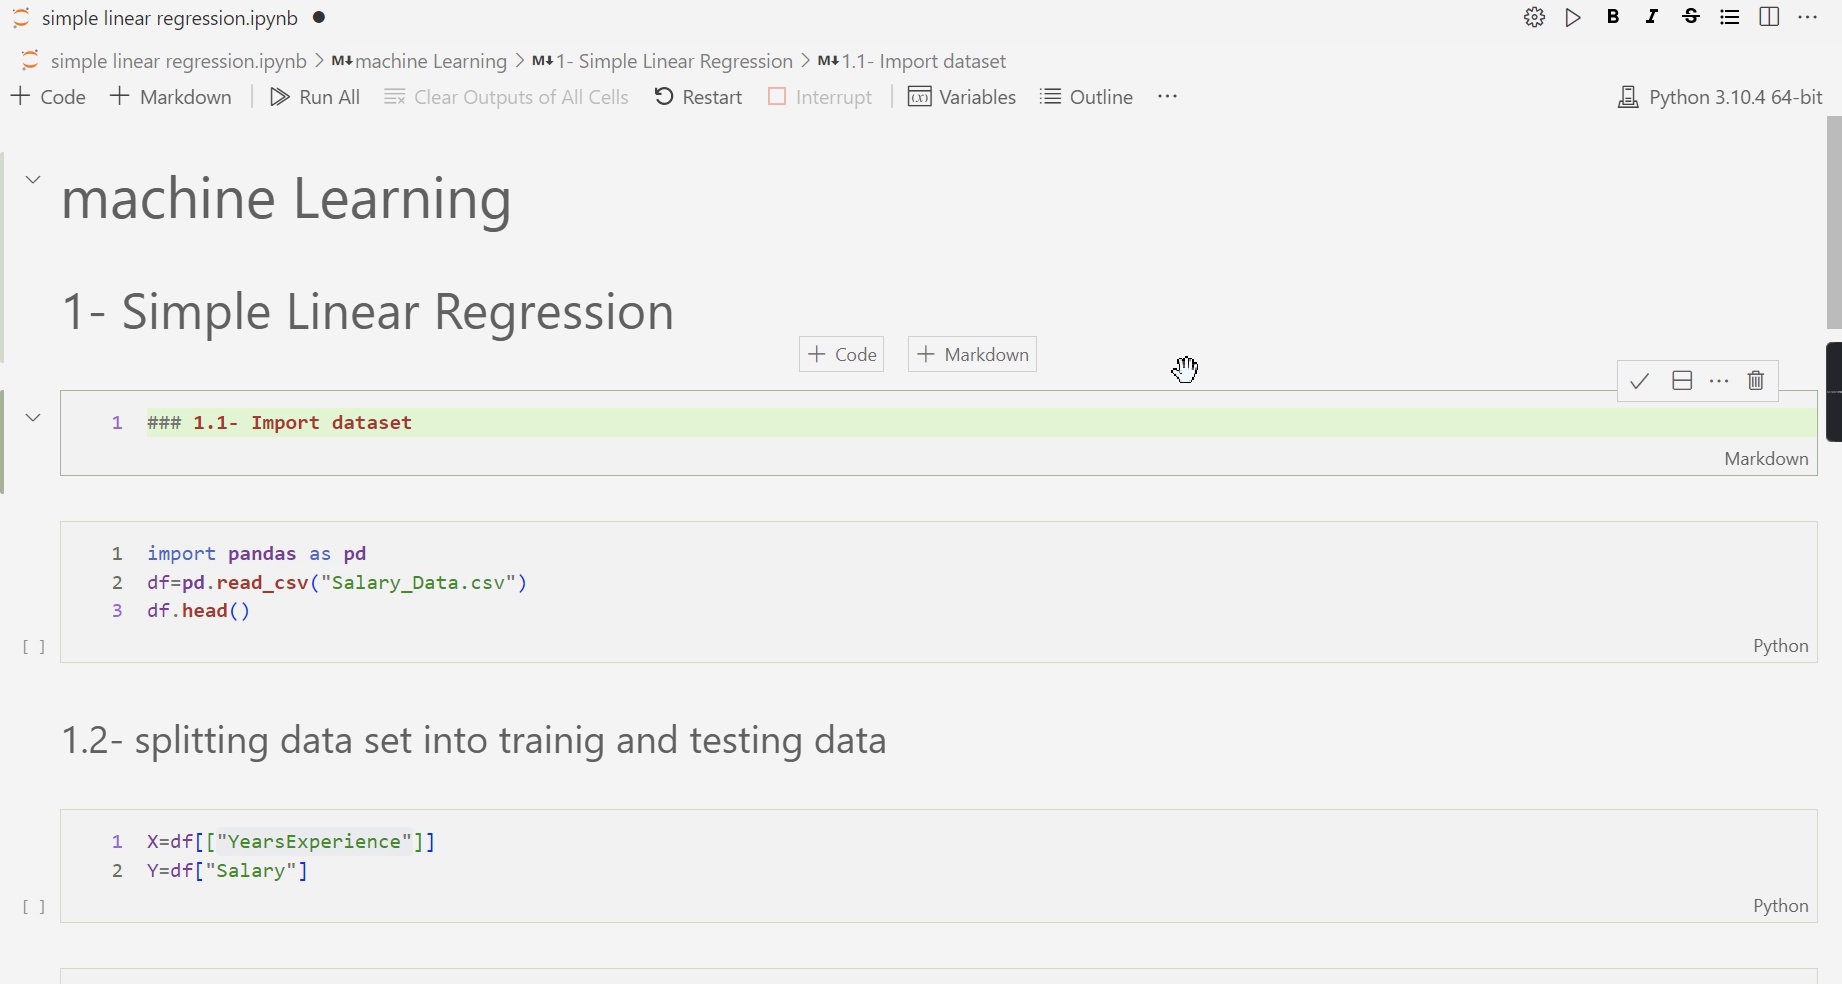 simple linear regression.ipynb
B I S
simple linear regression.ipynb > M↓machine Learning > M↓1- Simple Linear Regression > M↓1.1- Import dataset
+ Code + Markdown Run All Clear Outputs of All Cells Restart Interrupt (x) Variables Outline ... Python 3.10.4 64-bit
machine Learning
1- Simple Linear Regression
+ Code + Markdown
1 ### 1.1- Import dataset
Markdown
1 import pandas as pd
2 df=pd.read_csv("Salary_Data.csv")
3 df.head()
[ ] Python
1.2- splitting data set into trainig and testing data
1 X=df[["YearsExperience"]]
2 Y=df["Salary"]
[ ] Python